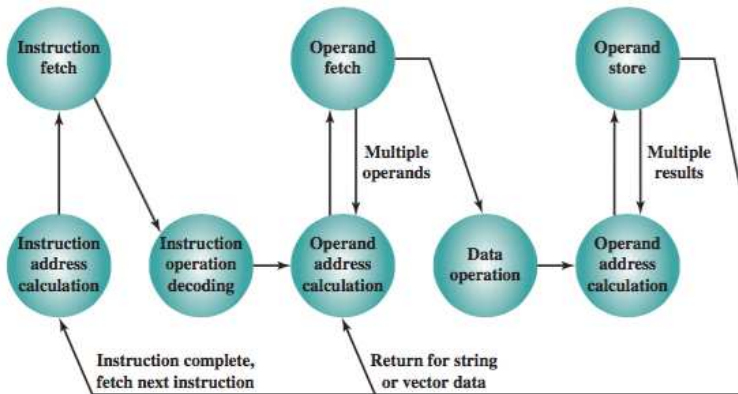 Instruction
fetch
Operand
fetch
Operand
store
Multiple
operands
Multiple
results
Instruction
address
calculation
Instruction
operation
decoding
Operand
address
calculation
Data
operation
Operand
address
calculation
Instruction complete,
fetch next instruction
Return for string
or vector data